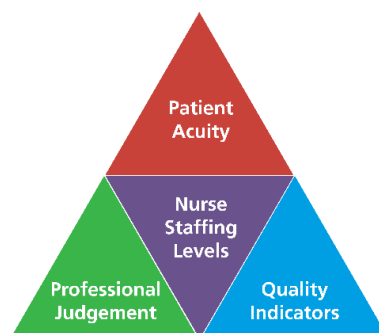 Patient
Acuity
Nurse
Staffing
Levels
Professional
Judgement
Quality
Indicators